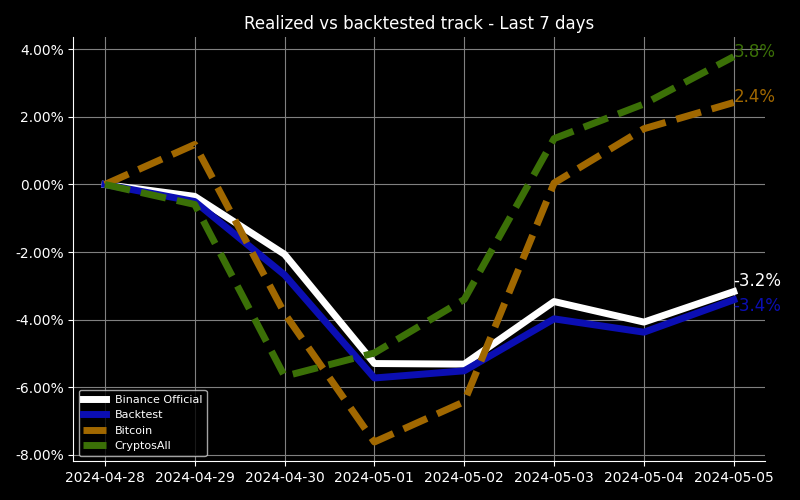 Realized vs backtested track - Last 7 days
4.00%
2.00%
0.00%
-2.00%
-4.00%
-6.00%
-8.00%
3.8%
2.4%
-3.2%
-3.4%
Binance Official
Backtest
Bitcoin
CryptosAll
2024-04-28 2024-04-29 2024-04-30 2024-05-01 2024-05-02 2024-05-03 2024-05-04 2024-05-05